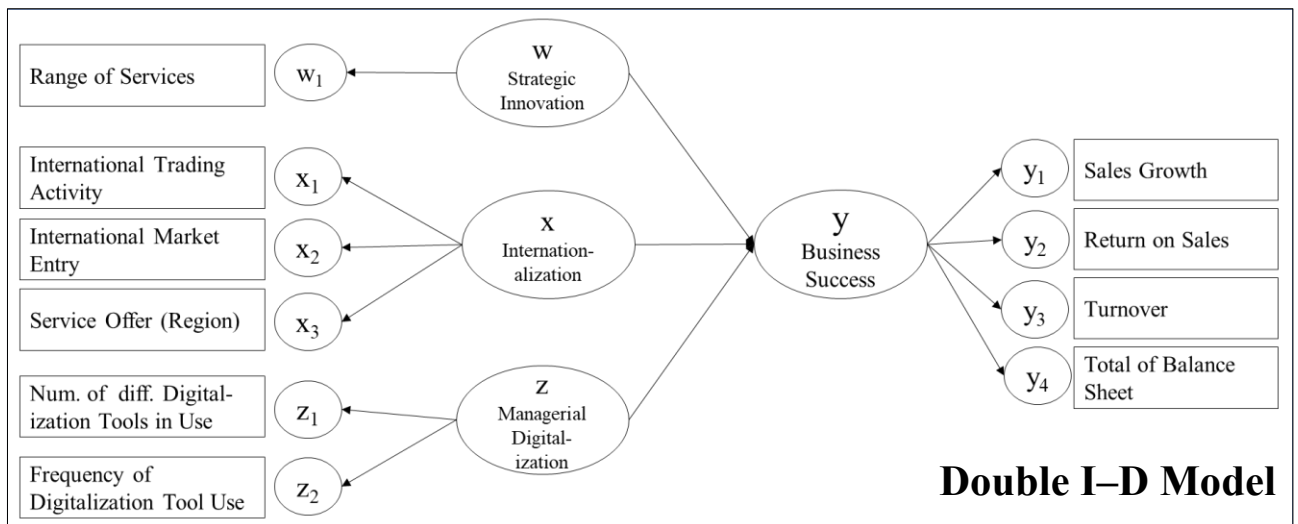 Range of Services
w1
w
Strategic
Innovation
International Trading
Activity
x1
International Market
Entry
x2
Service Offer (Region)
x3
x
Internation-
alization
Num. of diff. Digital-
ization Tools in Use
z1
Frequency of
Digitalization Tool Use
z2
z
Managerial
Digital-
ization
y
Business
Success
y1
Sales Growth
y2
Return on Sales
y3
Turnover
y4
Total of Balance
Sheet
Double I–D Model